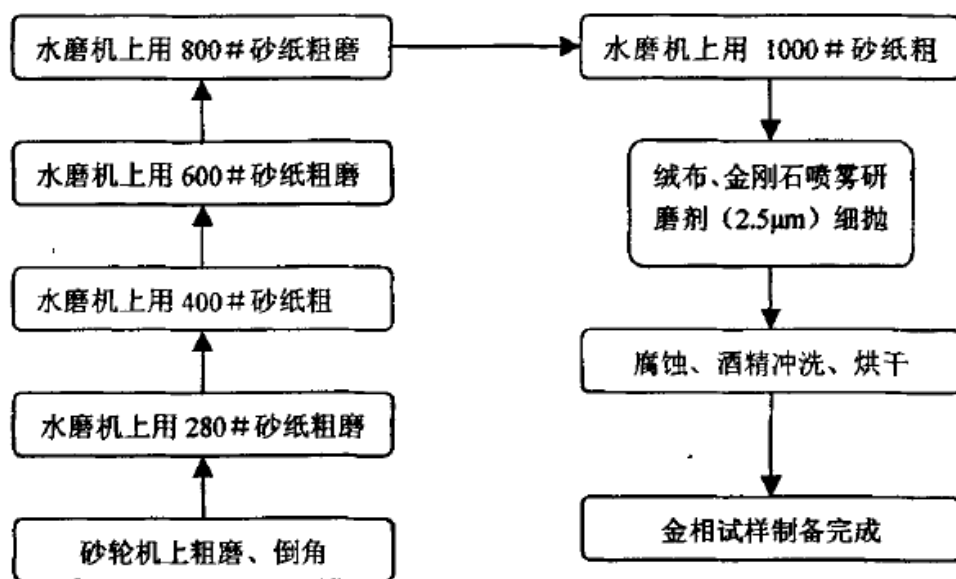 水磨机上用 800＃砂纸粗磨
水磨机上用 1000＃砂纸粗
水磨机上用 600＃砂纸粗磨
绒布、金刚石喷雾研
磨剂（2.5μm）细抛
水磨机上用 400＃砂纸粗
腐蚀、酒精冲洗、烘干
水磨机上用 280＃砂纸粗磨
金相试样制备完成
砂轮机上粗磨、倒角